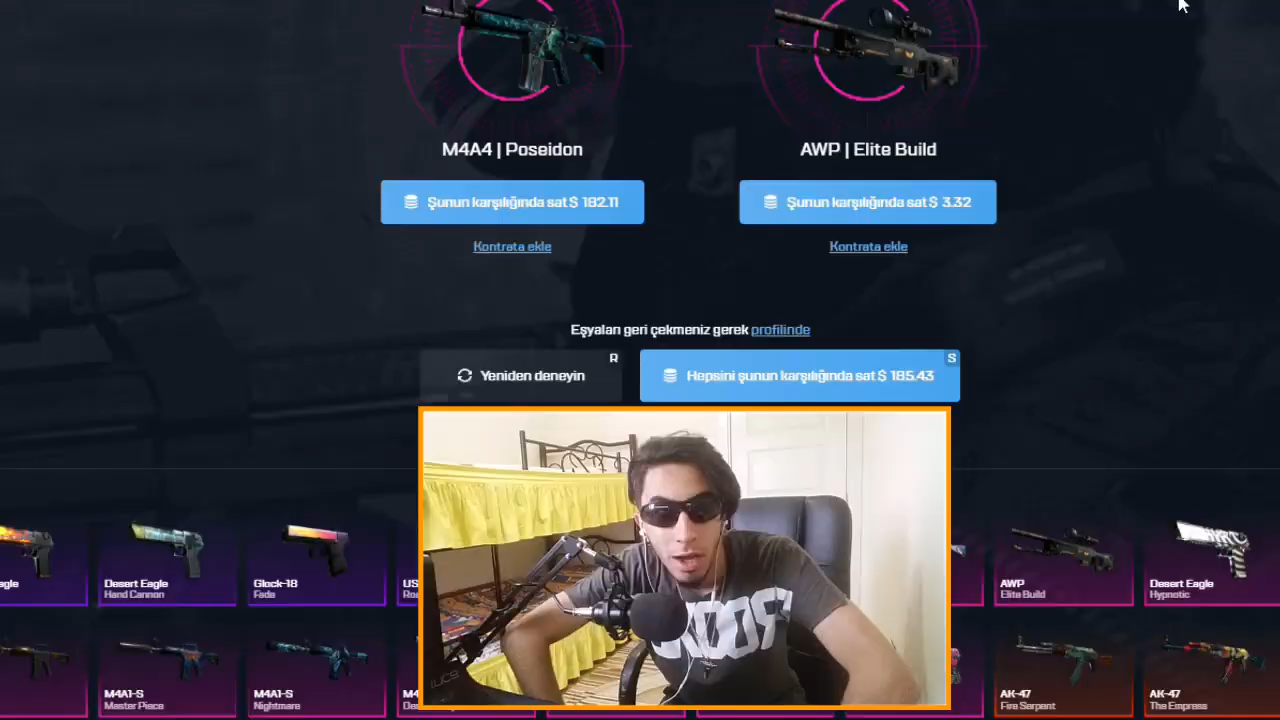 M4A4 | Poseidon
AWP | Elite Build
Şunun karşılığında sat $ 182.11
Şunun karşılığında sat $ 3.32
Kontrata ekle
Kontrata ekle
Eşyaları geri çekmeniz gerek profilinde
R
S
Yeniden deneyin
Hepsini şunun karşılığında sat $ 185.43
Desert Eagle
Hand Cannon
Glock-18
Fade
AWP
Elite Build
Desert Eagle
Hypnotic
M4A1-S
Master Piece
M4A1-S
Nightmare
AK-47
Fire Serpent
AK-47
The Empress